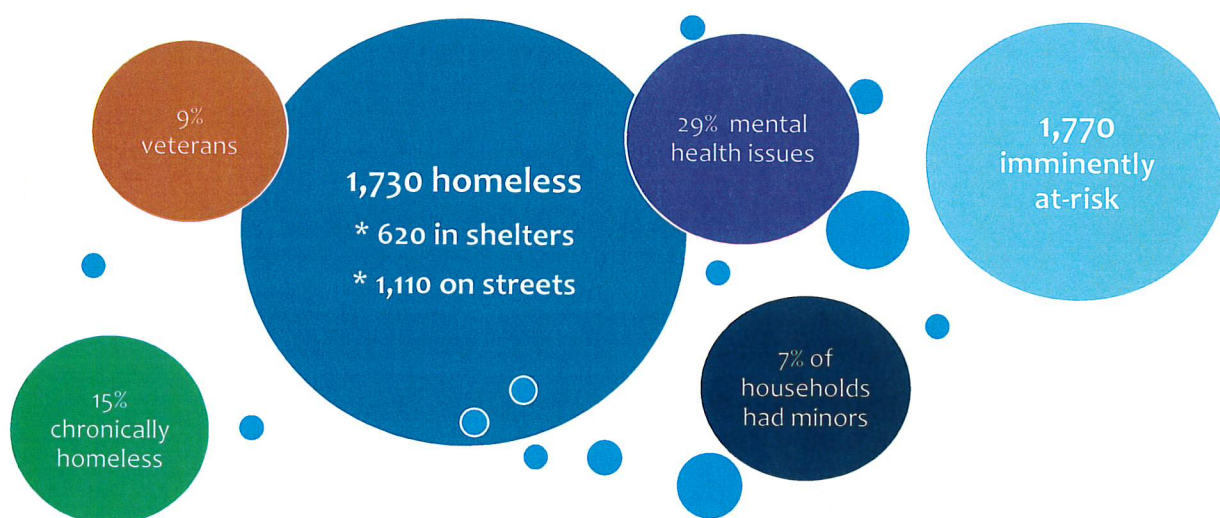 9%
veterans
1,730 homeless
* 620 in shelters
* 1,110 on streets
29% mental
health issues
1,770
imminently
at-risk
15%
chronically
homeless
7% of
households
had minors